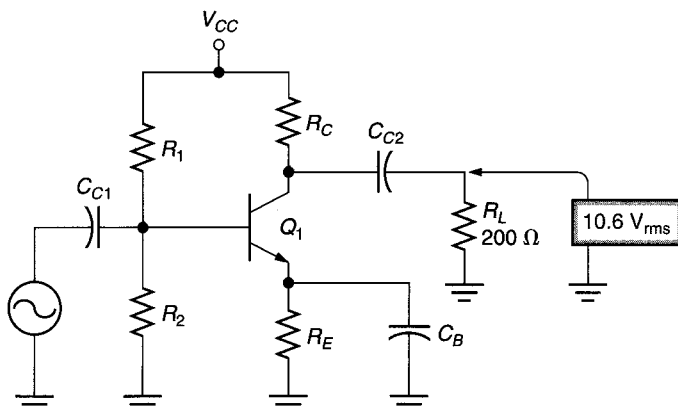 V_CC
R_1
R_C
C_C2
C_C1
Q_1
R_L
200 Ω
10.6 V_rms
R_2
R_E
C_B